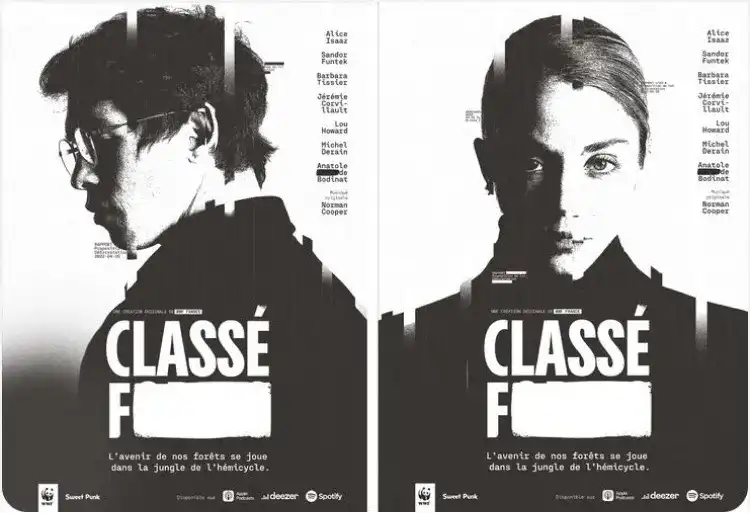 Alice
Isaaz
Sandor
Funtek
Barbara
Tissier
Jérémie
Corvi-
llault
Lou
Howard
Michel
Derain
Anatole
de
Bodinat
Musique
originale
Norman
Cooper
RAPPORT
UNE CRÉATION ORIGINALE DU WWF FRANCE
CLASSÉ
F
L'avenir de nos forêts se joue
dans la jungle de l'hémicycle.
WWF
Sweet Punk
Disponible sur
Apple
Podcasts
deezer
Spotify
Alice
Isaaz
Sandor
Funtek
Barbara
Tissier
Jérémie
Corvi-
llault
Lou
Howard
Michel
Derain
Anatole
de
Bodinat
Musique
originale
Norman
Cooper
UNE CRÉATION ORIGINALE DU WWF FRANCE
CLASSÉ
F
L'avenir de nos forêts se joue
dans la jungle de l'hémicycle.
WWF
Sweet Punk
Disponible sur
Apple
Podcasts
deezer
Spotify